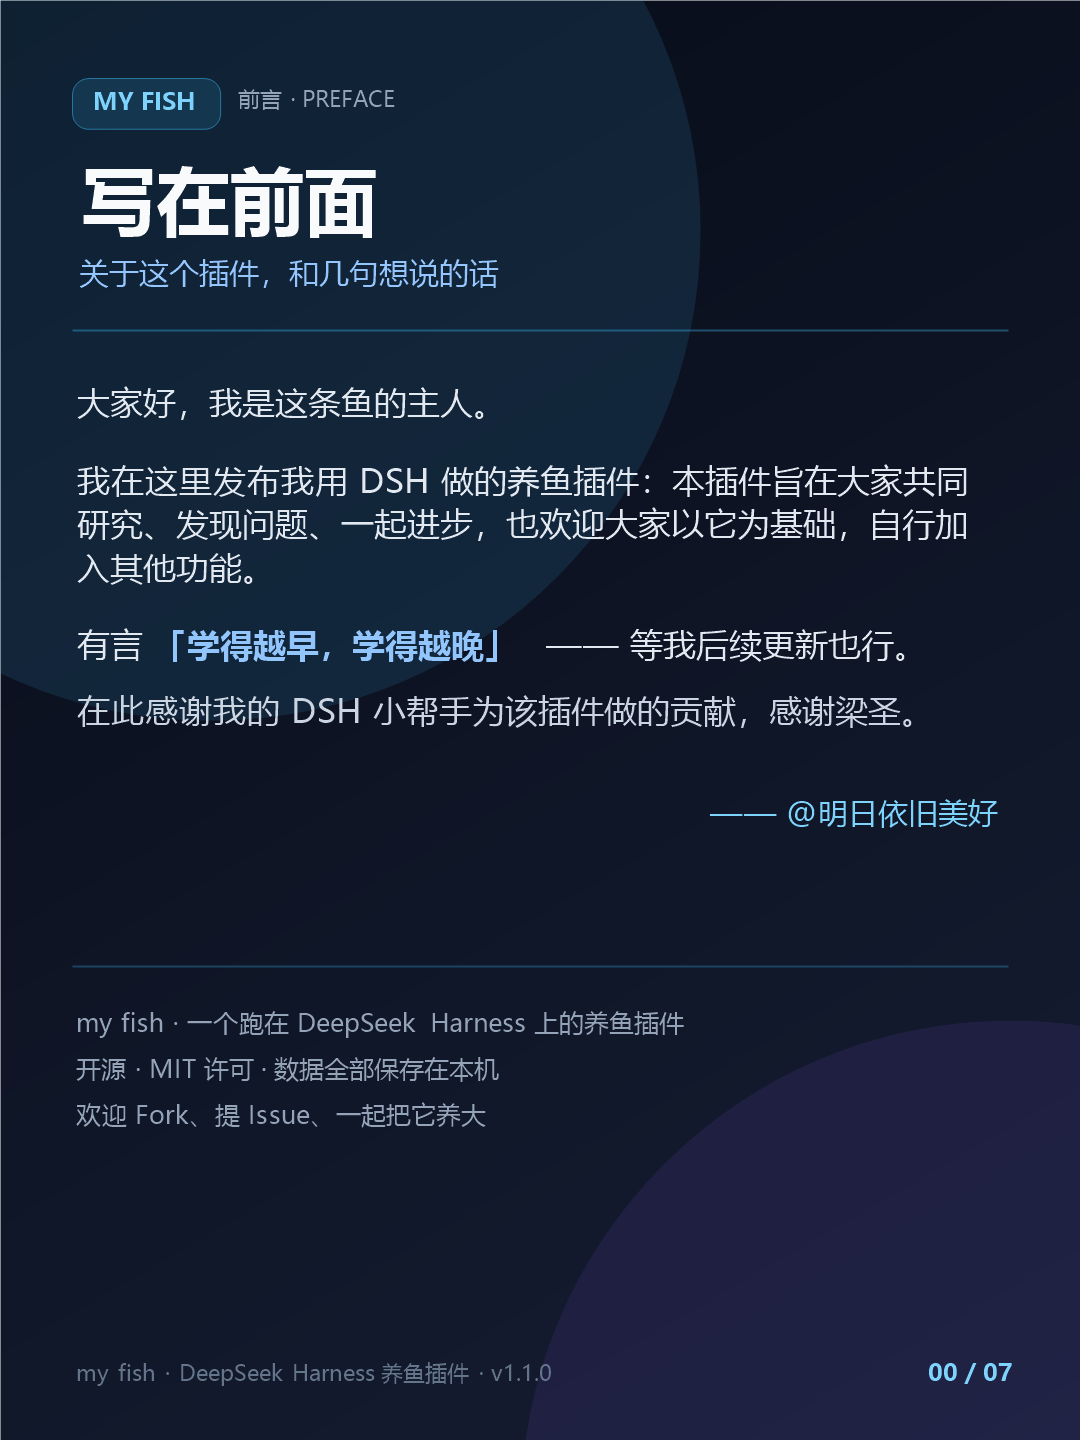 MY FISH 前言 · PREFACE
写在前面
关于这个插件，和几句想说的话
大家好，我是这条鱼的主人。
我在这里发布我用 DSH 做的养鱼插件：本插件旨在大家共同
研究、发现问题、一起进步，也欢迎大家以它为基础，自行加
入其他功能。
有言「学得越早，学得越晚」 —— 等我后续更新也行。
在此感谢我的 DSH 小帮手为该插件做的贡献，感谢梁圣。
—— @明日依旧美好
my fish · 一个跑在 DeepSeek Harness 上的养鱼插件
开源 · MIT 许可 · 数据全部保存在本机
欢迎 Fork、提 Issue、一起把它养大
my fish · DeepSeek Harness 养鱼插件 · v1.1.0
00 / 07